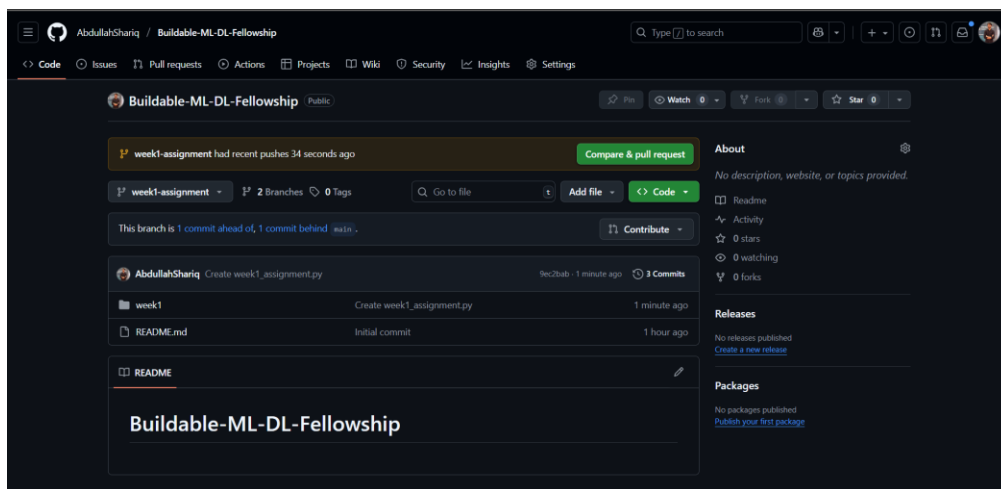 AbdullahShariq / Buildable-ML-DL-Fellowship
Type / to search
Code Issues Pull requests Actions Projects Wiki Security Insights Settings
Buildable-ML-DL-Fellowship Public
Pin Watch 0 Fork 0 Star 0
week1-assignment had recent pushes 34 seconds ago
Compare & pull request
week1-assignment 2 Branches 0 Tags Go to file t Add file <> Code
This branch is 1 commit ahead of, 1 commit behind main .
Contribute
AbdullahShariq Create week1_assignment.py 9ec2bab · 1 minute ago 3 Commits
week1 Create week1_assignment.py 1 minute ago
README.md Initial commit 1 hour ago
README
Buildable-ML-DL-Fellowship
About
No description, website, or topics provided.
Readme
Activity
0 stars
0 watching
0 forks
Releases
No releases published
Create a new release
Packages
No packages published
Publish your first package